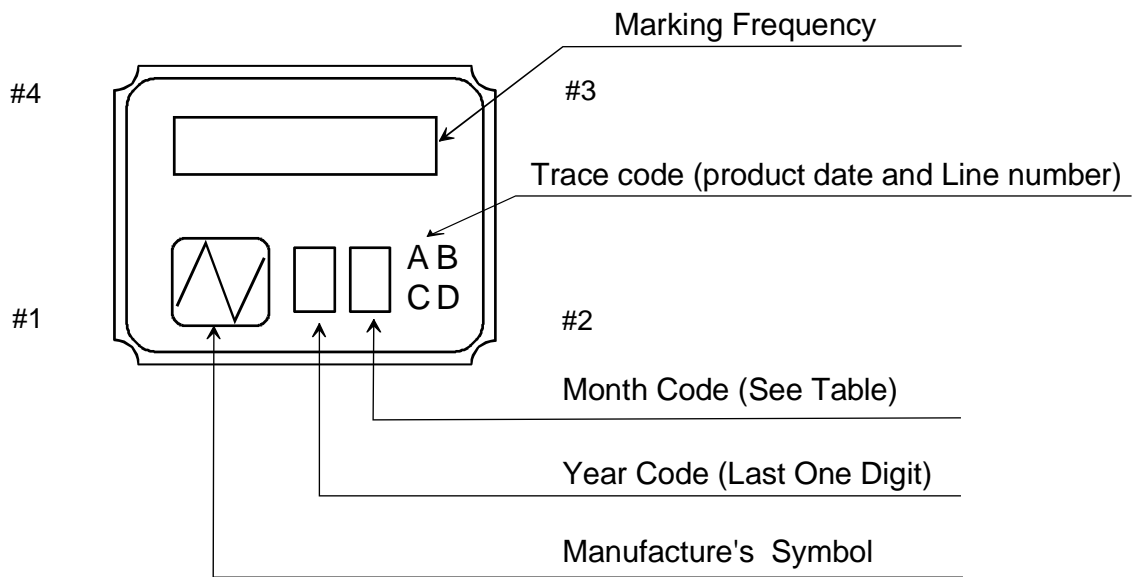 Marking Frequency
#4
#3
Trace code (product date and Line number)
A B
C D
#1
#2
Month Code (See Table)
Year Code (Last One Digit)
Manufacture's Symbol